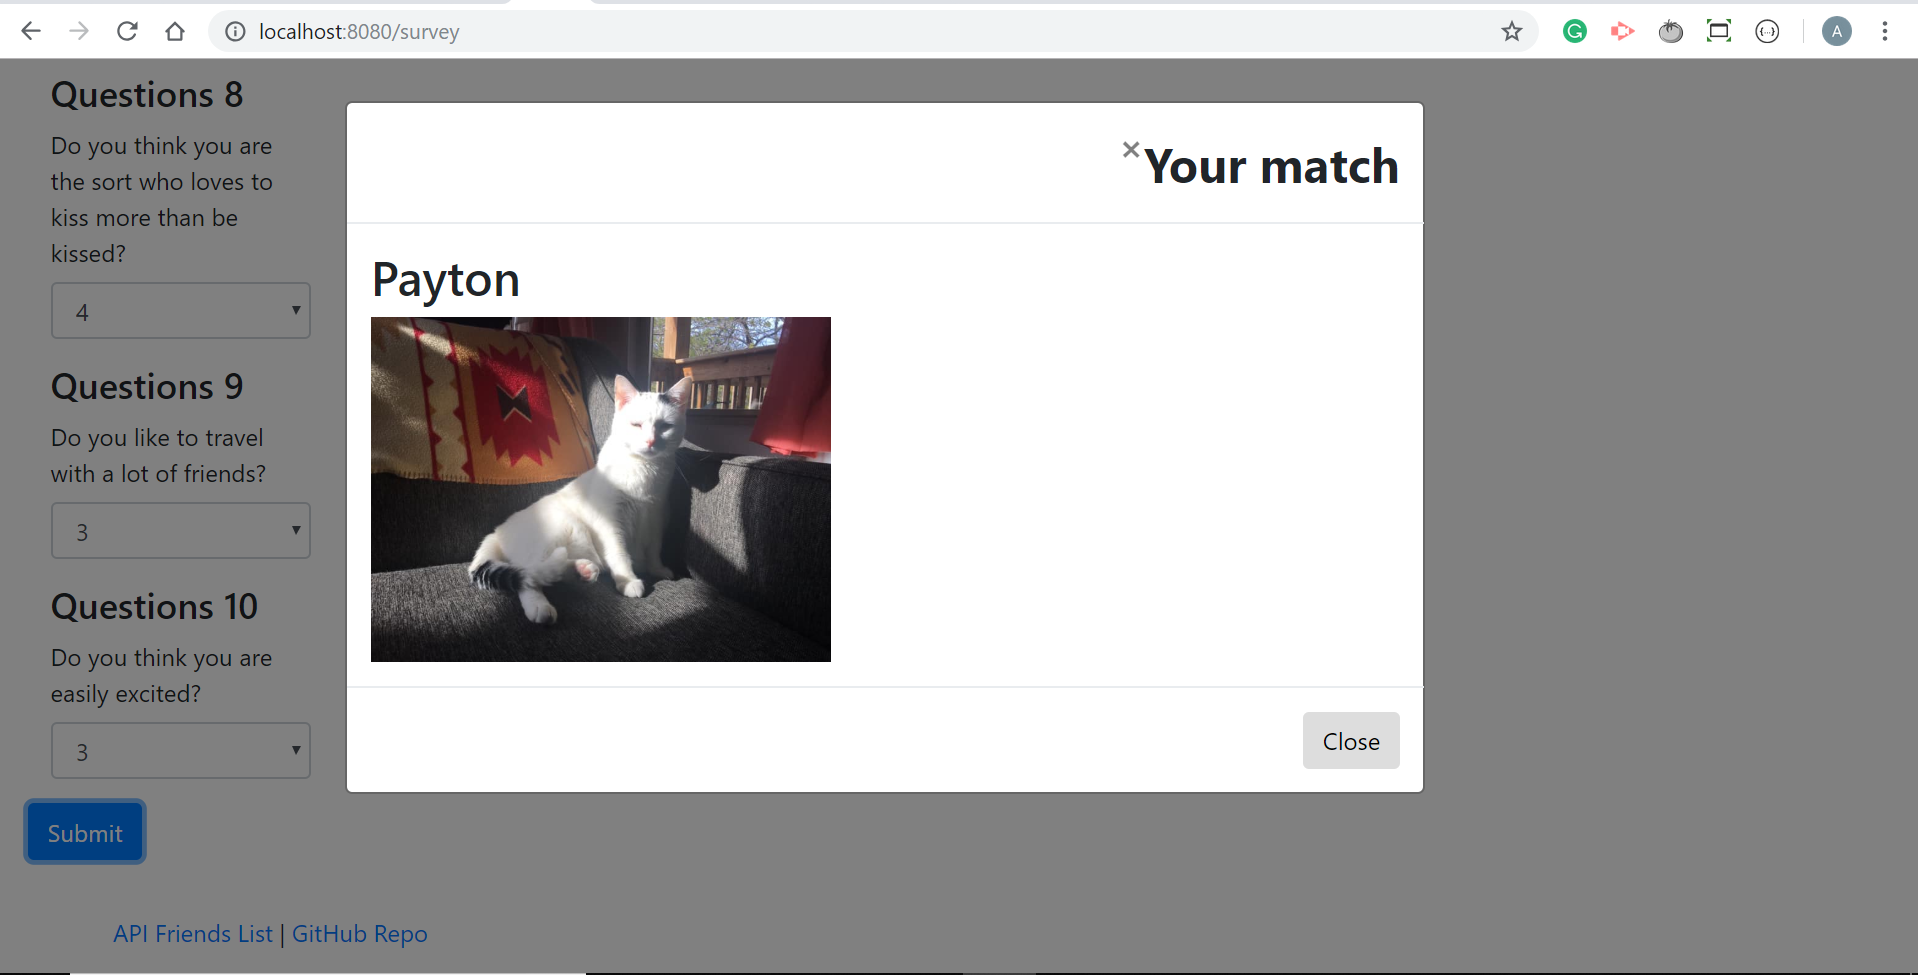 localhost:8080/survey
A
Questions 8
Do you think you are
the sort who loves to
kiss more than be
kissed?
4
Questions 9
Do you like to travel
with a lot of friends?
3
Questions 10
Do you think you are
easily excited?
3
Submit
API Friends List | GitHub Repo
×Your match
Payton
Close